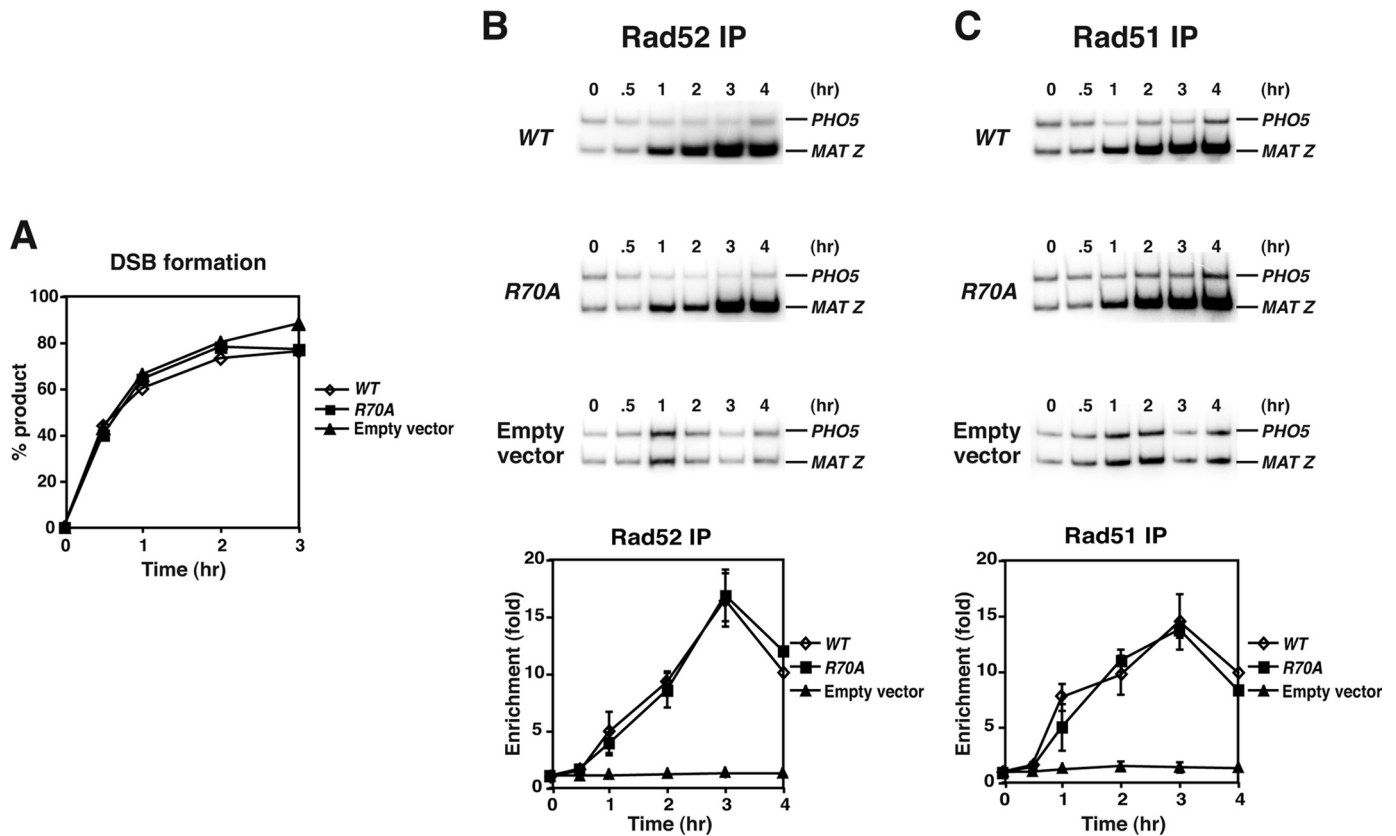 A
DSB formation
100
80
60
40
20
0
% product
0 1 2 3
Time (hr)
WT
R70A
Empty vector
B
Rad52 IP
0 .5 1 2 3 4 (hr)
WT
PHO5
MAT Z
0 .5 1 2 3 4 (hr)
R70A
PHO5
MAT Z
0 .5 1 2 3 4 (hr)
Empty
vector
PHO5
MAT Z
Rad52 IP
20
15
10
5
0
Enrichment (fold)
0 1 2 3 4
Time (hr)
WT
R70A
Empty vector
C
Rad51 IP
0 .5 1 2 3 4 (hr)
WT
PHO5
MAT Z
0 .5 1 2 3 4 (hr)
R70A
PHO5
MAT Z
0 .5 1 2 3 4 (hr)
Empty
vector
PHO5
MAT Z
Rad51 IP
20
15
10
5
0
Enrichment (fold)
0 1 2 3 4
Time (hr)
WT
R70A
Empty vector